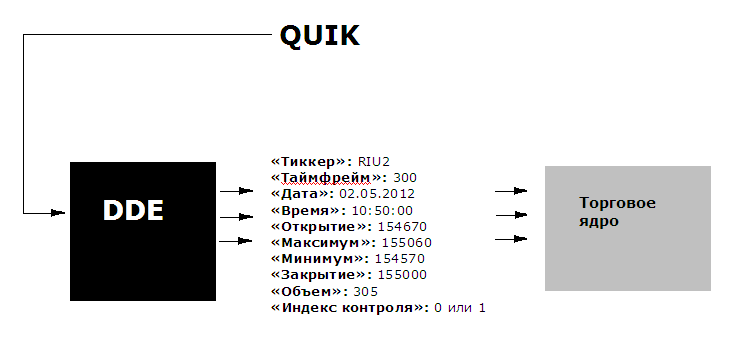 QUIK
DDE
«Тиккер»: RIU2
«Таймфрейм»: 300
«Дата»: 02.05.2012
«Время»: 10:50:00
«Открытие»: 154670
«Максимум»: 155060
«Минимум»: 154570
«Закрытие»: 155000
«Объем»: 305
«Индекс контроля»: 0 или 1
Торговое
ядро